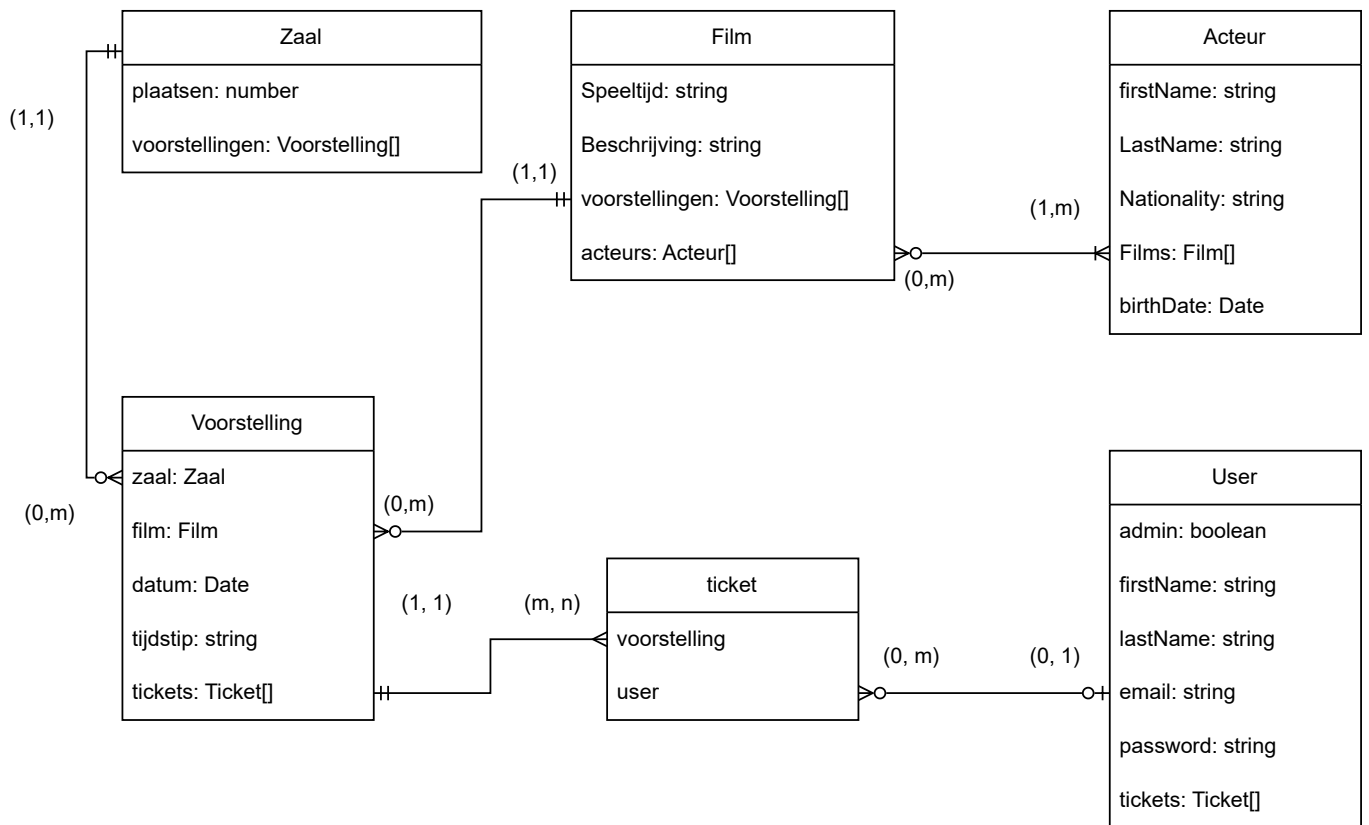 Zaal
plaatsen: number
voorstellingen: Voorstelling[]
(1,1)
Film
Speeltijd: string
Beschrijving: string
voorstellingen: Voorstelling[]
acteurs: Acteur[]
(1,1)
(0,m)
(1,m)
Acteur
firstName: string
LastName: string
Nationality: string
Films: Film[]
birthDate: Date
Voorstelling
zaal: Zaal
film: Film
datum: Date
tijdstip: string
tickets: Ticket[]
(0,m)
(0,m)
(1, 1)
(m, n)
ticket
voorstelling
user
(0, m)
(0, 1)
User
admin: boolean
firstName: string
lastName: string
email: string
password: string
tickets: Ticket[]